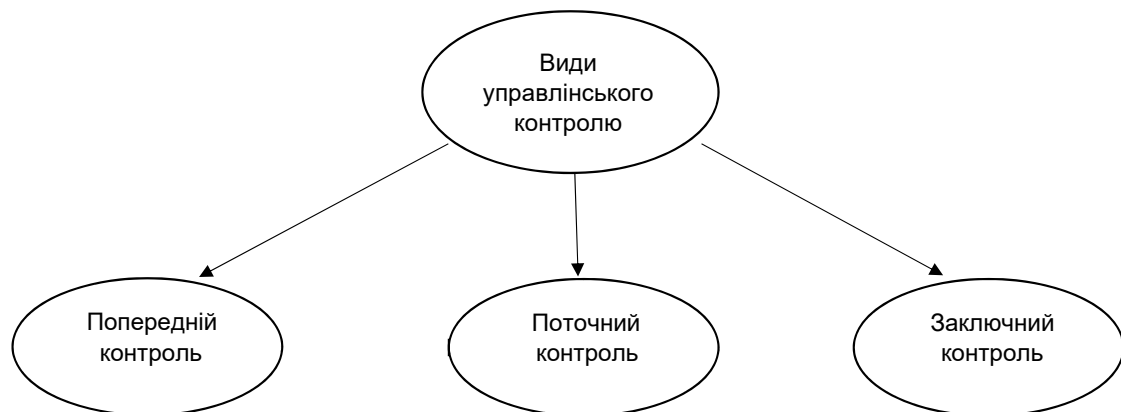 Види
управлінського
контролю
Попередній
контроль
Поточний
контроль
Заключний
контроль